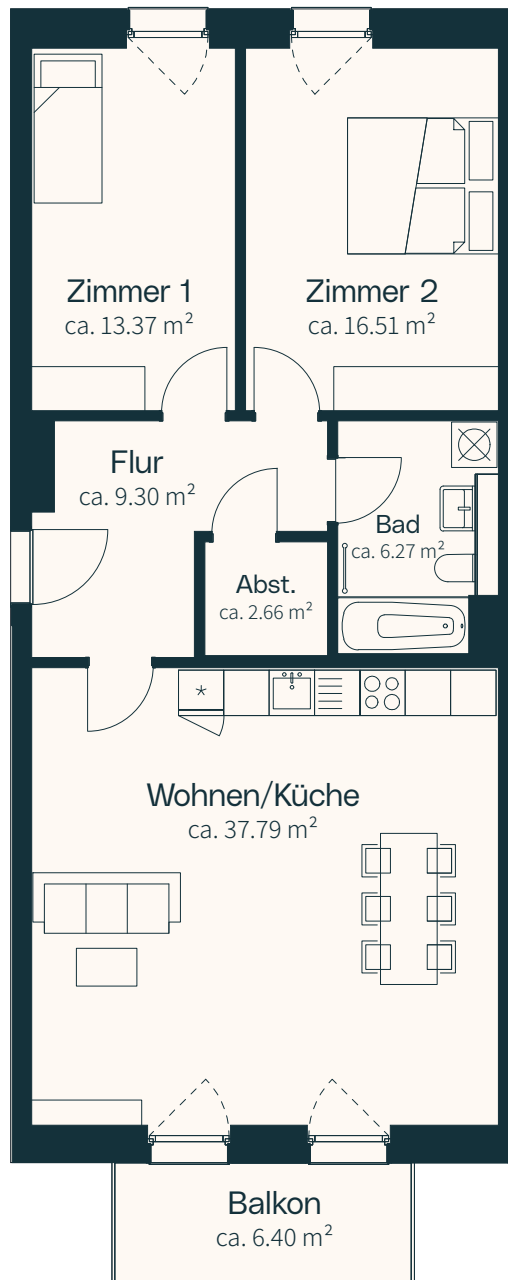 Zimmer 1
ca. 13.37 m²
Zimmer 2
ca. 16.51 m²
Flur
ca. 9.30 m²
Bad
ca. 6.27 m²
Abst.
ca. 2.66 m²
*
Wohnen/Küche
ca. 37.79 m²
Balkon
ca. 6.40 m²